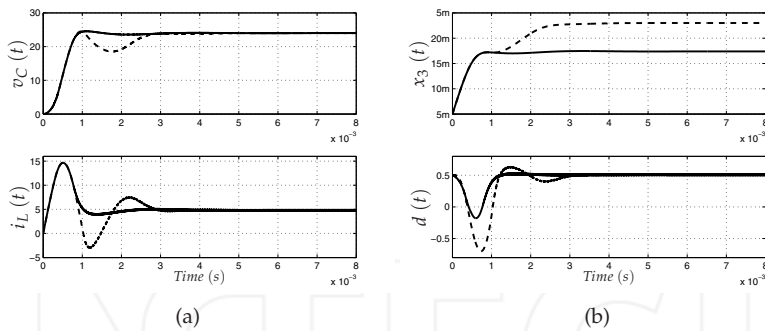 30
20
10
0
v_C (t)
0 1 2 3 4 5 6 7 8
x 10⁻³
15
10
5
0
−5
i_L (t)
0 1 2 3 4 5 6 7 8
Time (s)
x 10⁻³
(a)
5m
20m
15m
10m
5m
x_3 (t)
0 1 2 3 4 5 6 7 8
x 10⁻³
0.5
0
−0.5
d (t)
0 1 2 3 4 5 6 7 8
Time (s)
x 10⁻³
(b)